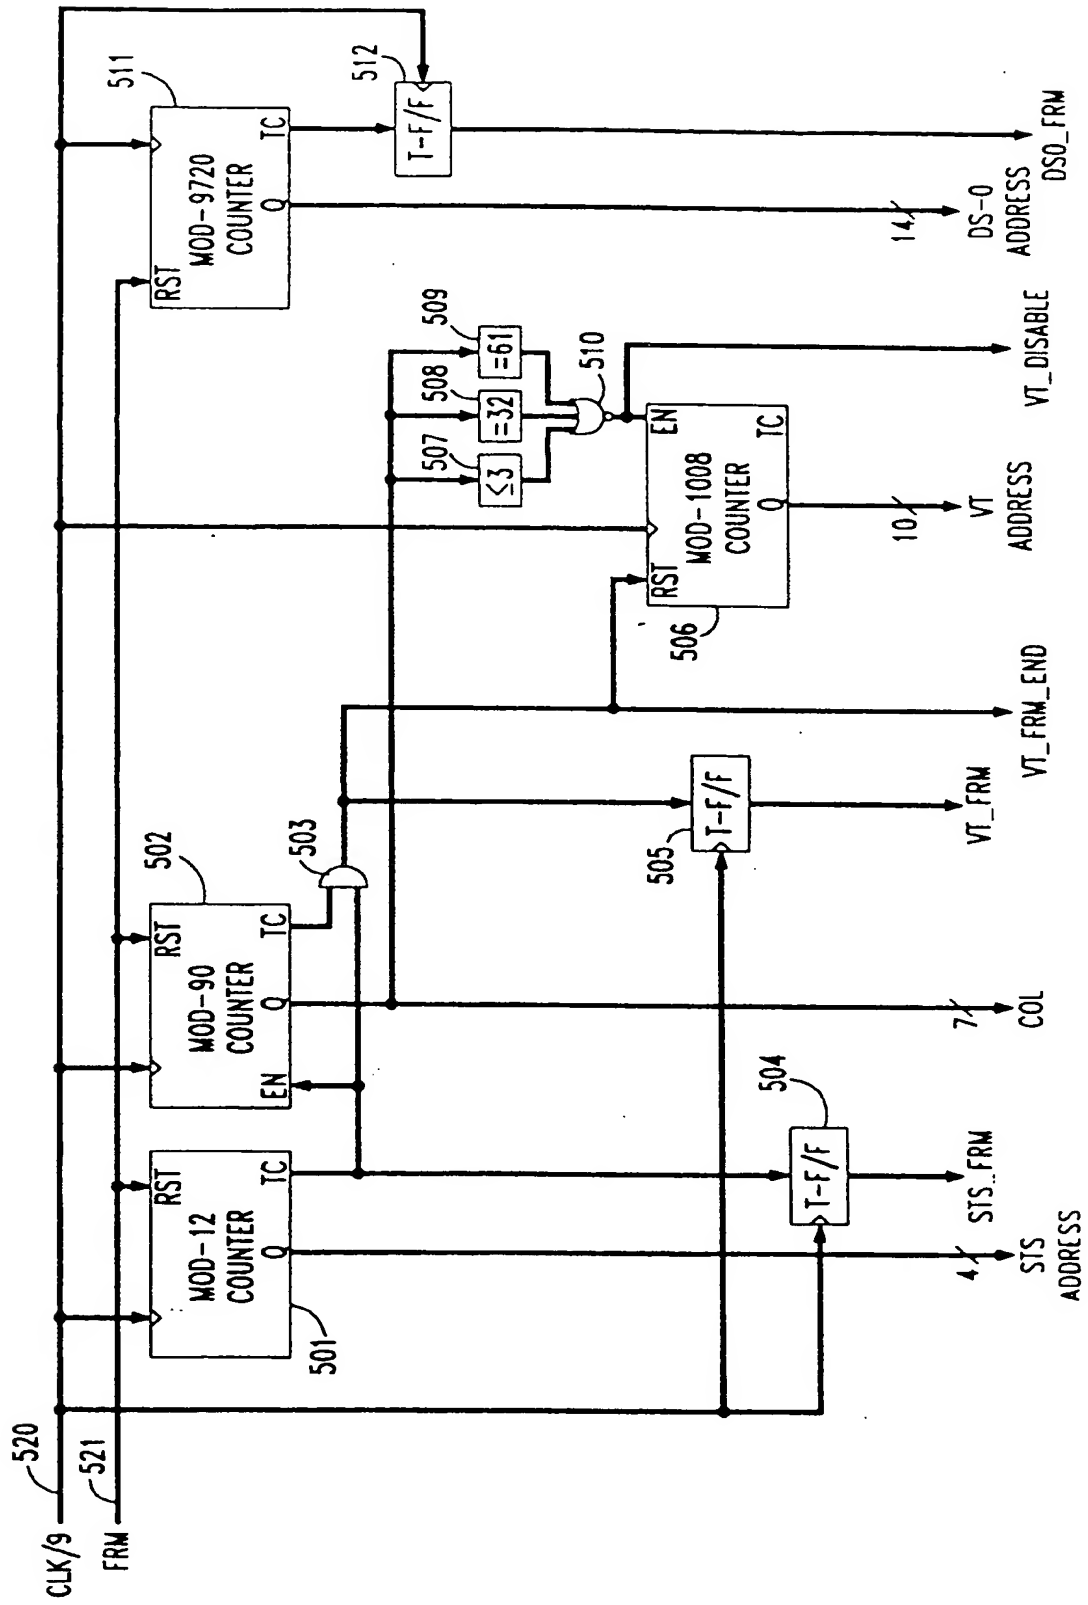 CLK/9
520
FRM
521
MOD-12
COUNTER
RST
Q
TC
501
MOD-90
COUNTER
RST
EN
Q
TC
502
503
MOD-9720
COUNTER
RST
Q
TC
511
T-F/F
512
≤3
507
=32
508
=61
509
510
MOD-1008
COUNTER
RST
EN
Q
TC
506
T-F/F
504
T-F/F
505
4
STS
ADDRESS
STS_FRM
7
COL
VT_FRM
VT_FRM_END
10
VT
ADDRESS
VT_DISABLE
14
DS-0
ADDRESS
DS0_FRM